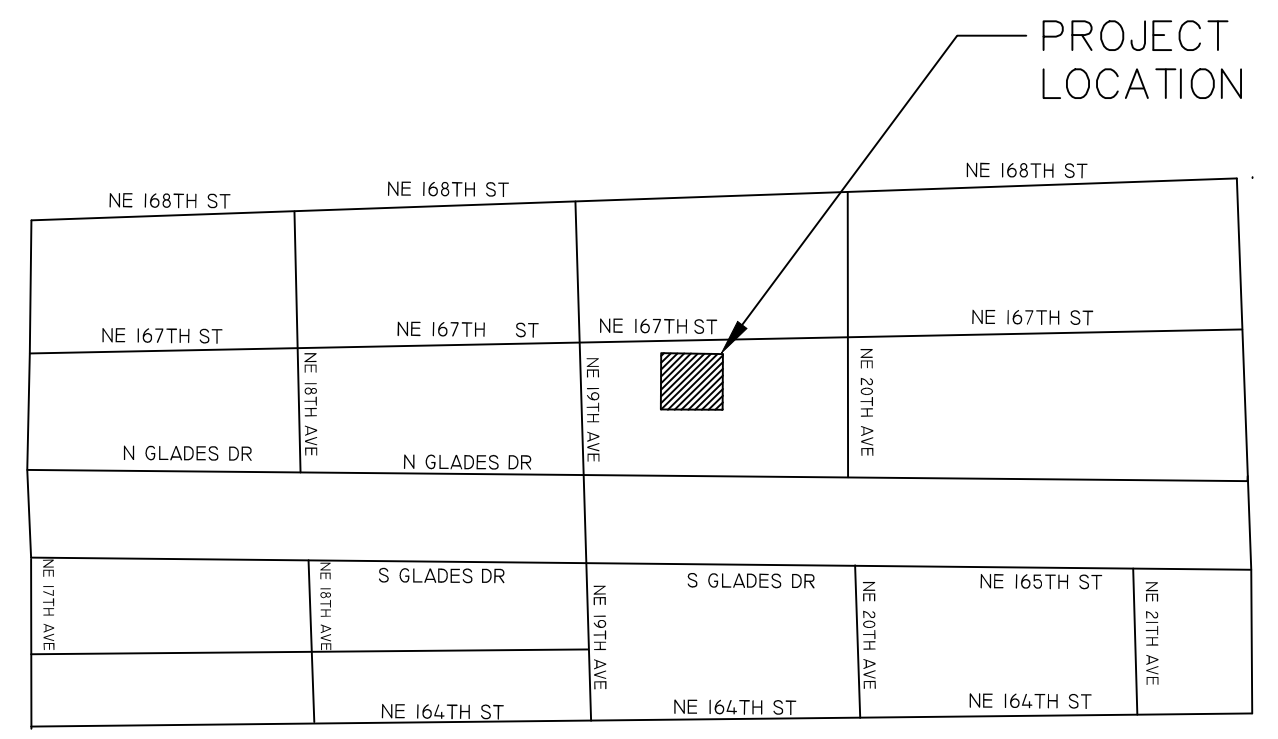 PROJECT
LOCATION
NE 168TH ST
NE 168TH ST
NE 168TH ST
NE 167TH ST
NE 167TH ST
NE 167TH ST
NE 167TH ST
NE 18TH AVE
NE 19TH AVE
NE 20TH AVE
N GLADES DR
N GLADES DR
NE 17TH AVE
NE 18TH AVE
S GLADES DR
NE 19TH AVE
S GLADES DR
NE 20TH AVE
NE 165TH ST
NE 21TH AVE
NE 164TH ST
NE 164TH ST
NE 164TH ST